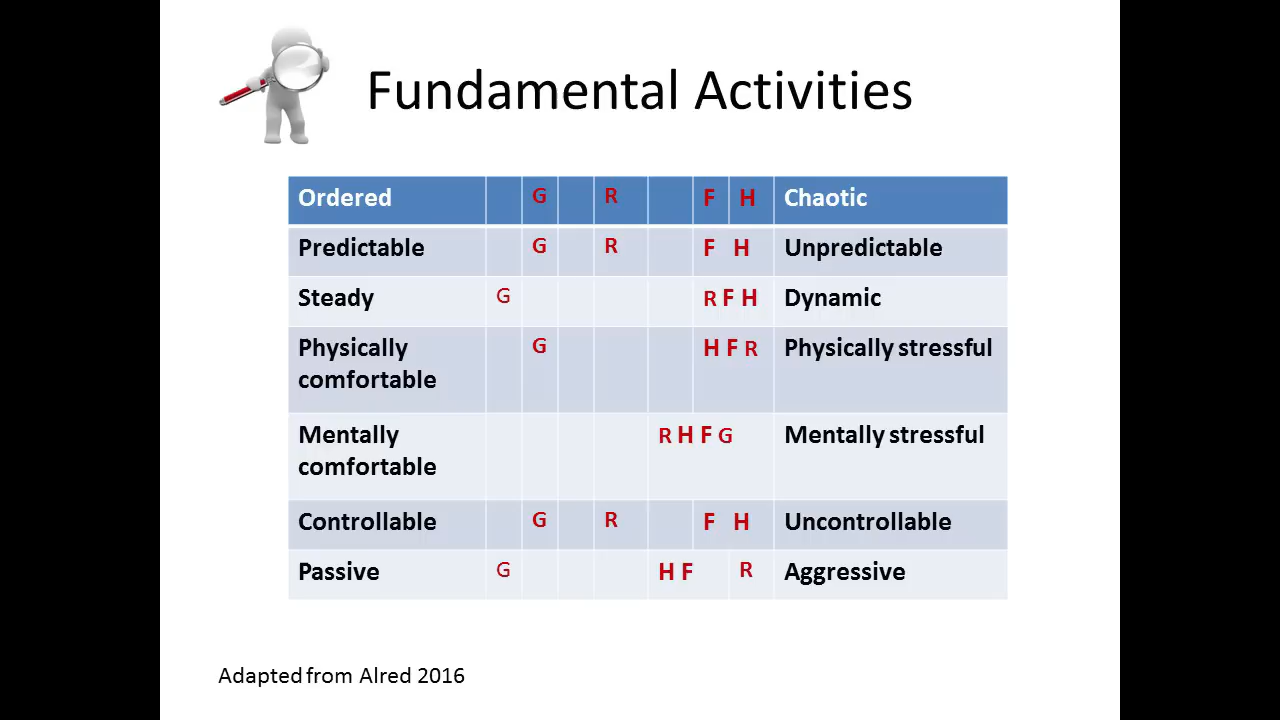 Fundamental Activities
Ordered G R F H Chaotic
Predictable G R F H Unpredictable
Steady G R F H Dynamic
Physically G H F R Physically stressful
comfortable
Mentally R H F G Mentally stressful
comfortable
Controllable G R F H Uncontrollable
Passive G H F R Aggressive
Adapted from Alred 2016